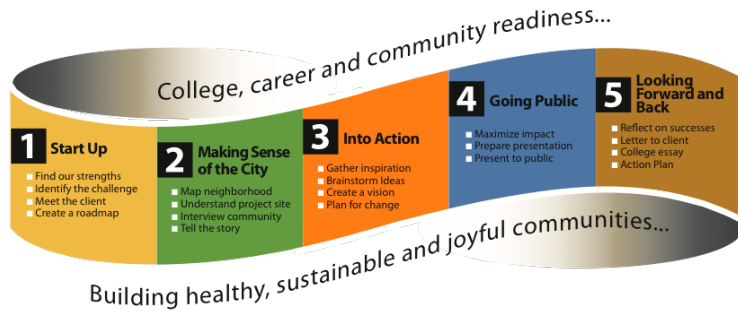 College, career and community readiness...
1
Start Up
Find our strengths
Identify the challenge
Meet the client
Create a roadmap
2
Making Sense
of the City
Map neighborhood
Understand project site
Interview community
Tell the story
3
Into Action
Gather inspiration
Brainstorm Ideas
Create a vision
Plan for change
4
Going Public
Maximize impact
Prepare presentation
Present to public
5
Looking
Forward and
Back
Reflect on successes
Letter to client
College essay
Action Plan
Building healthy, sustainable and joyful communities...